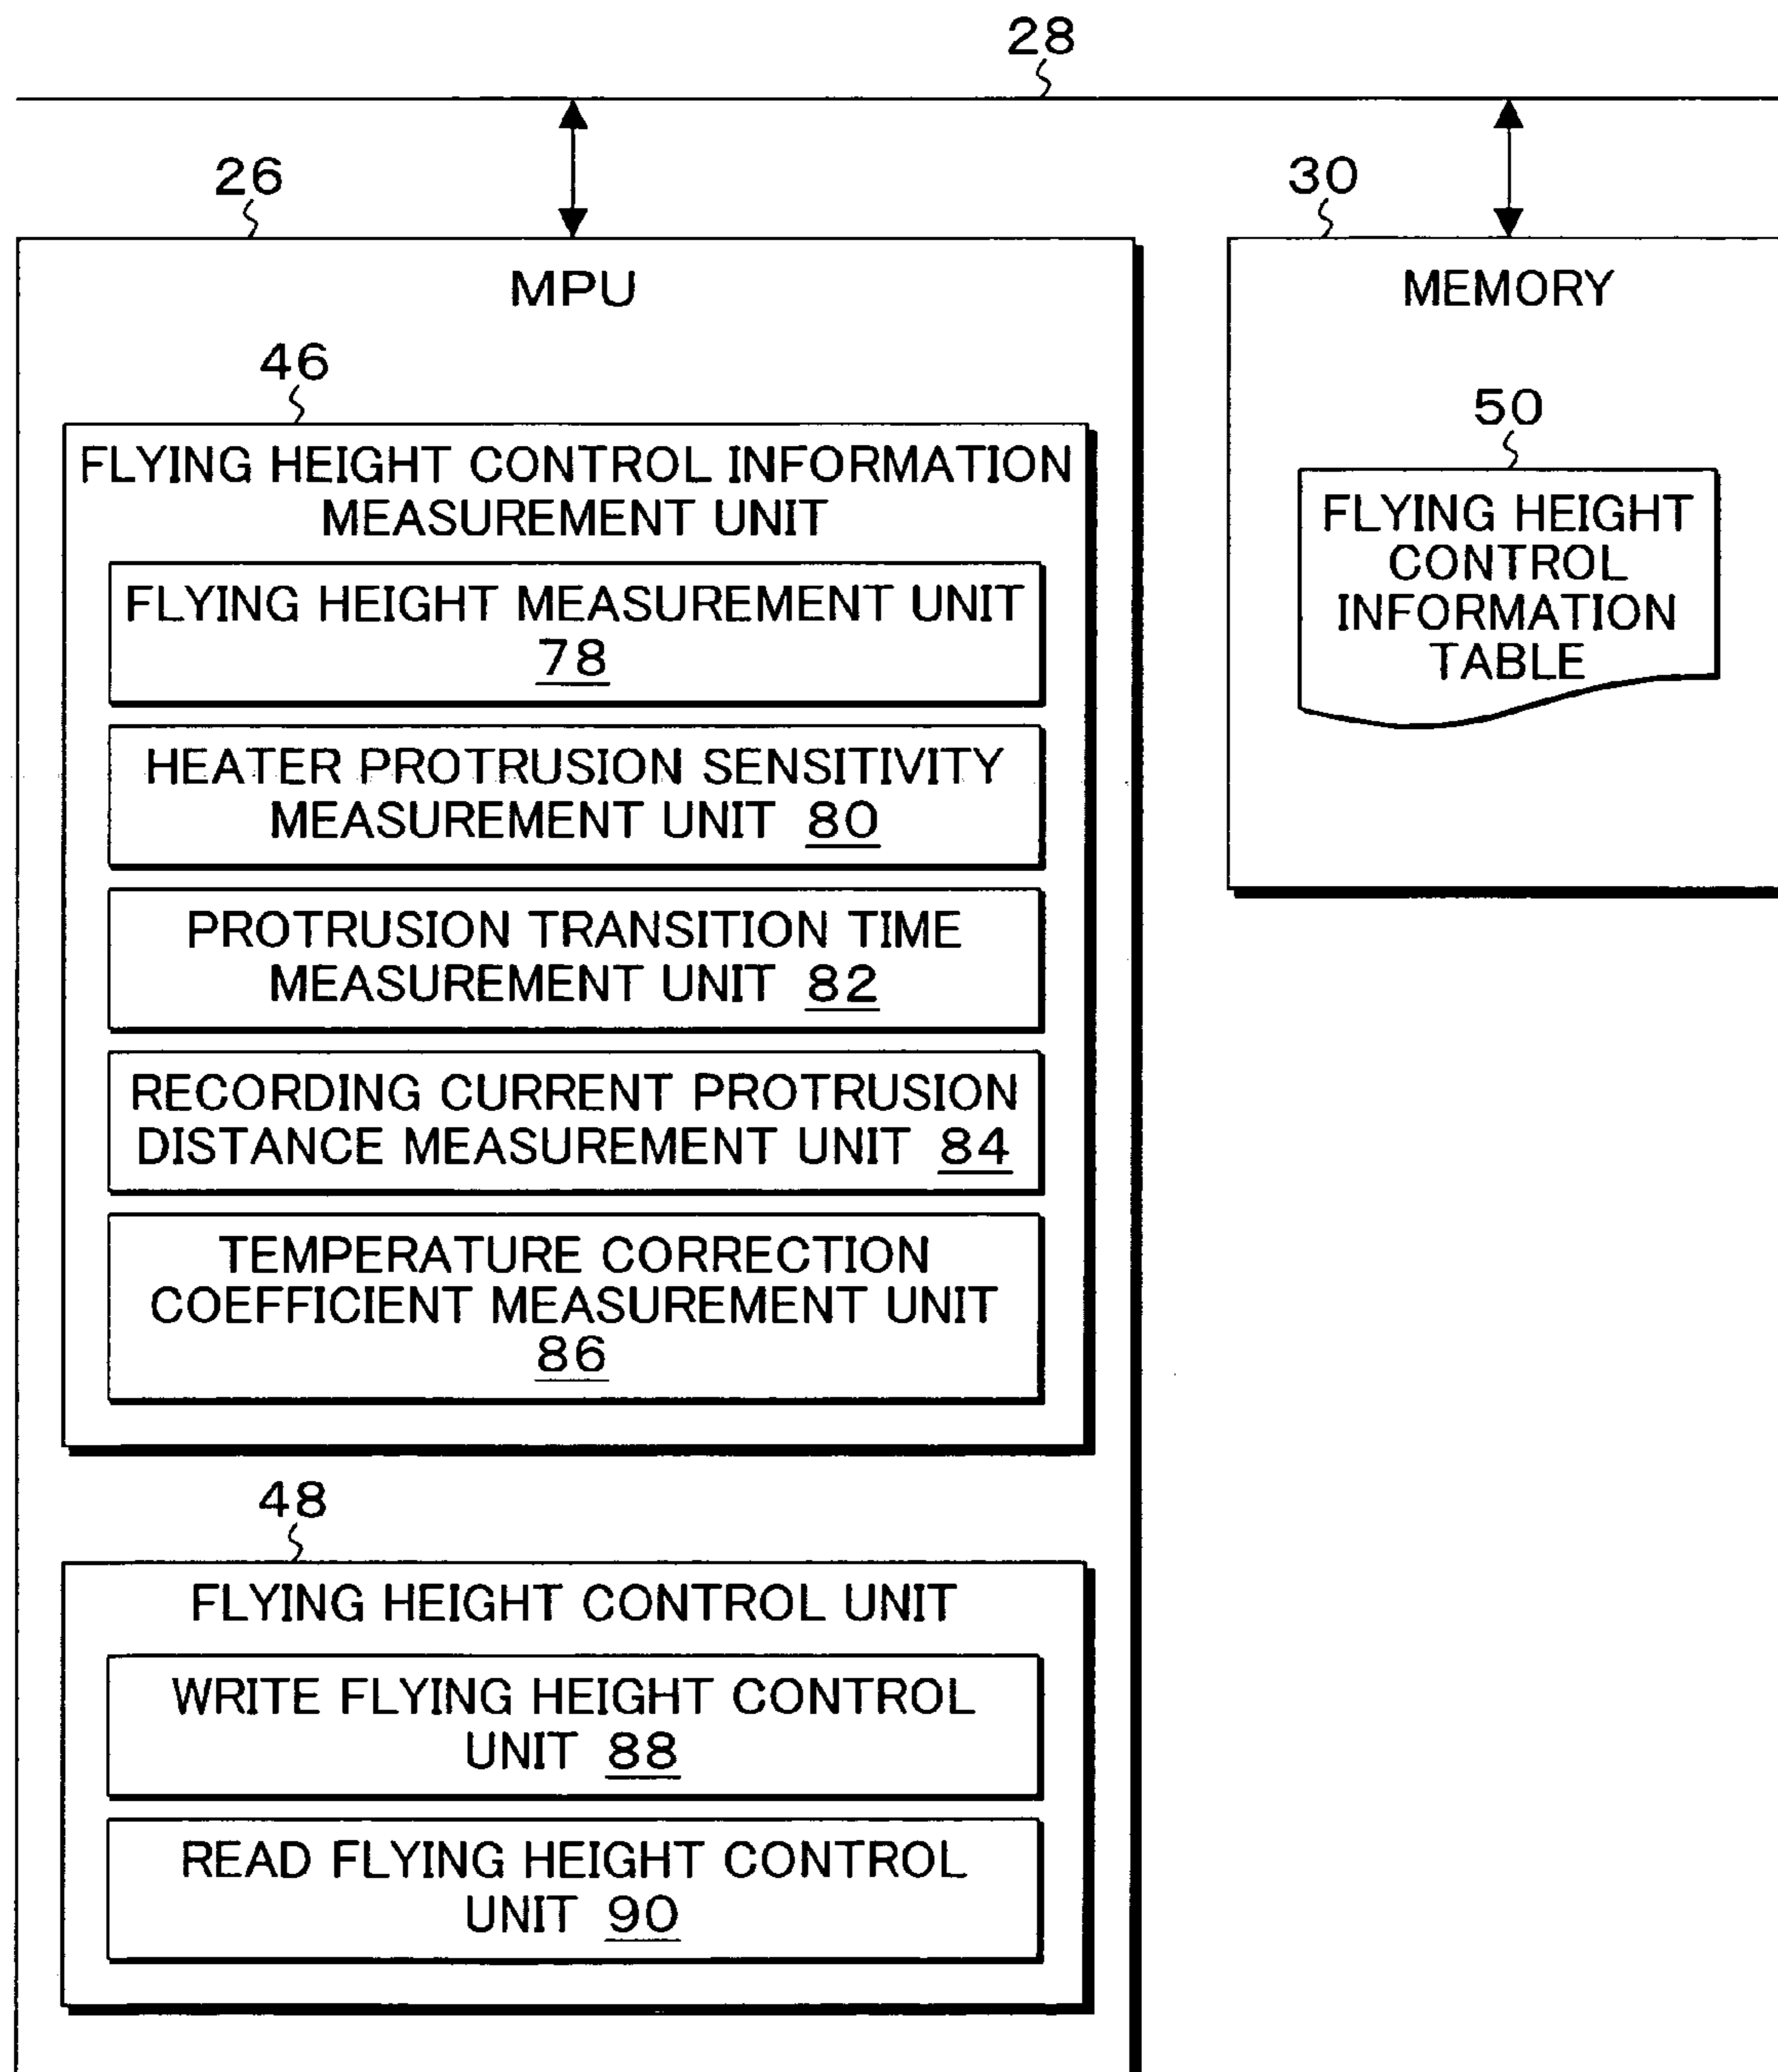 28
26
30
MPU
MEMORY
46
50
FLYING HEIGHT CONTROL INFORMATION
MEASUREMENT UNIT
FLYING HEIGHT MEASUREMENT UNIT
78
HEATER PROTRUSION SENSITIVITY
MEASUREMENT UNIT 80
PROTRUSION TRANSITION TIME
MEASUREMENT UNIT 82
RECORDING CURRENT PROTRUSION
DISTANCE MEASUREMENT UNIT 84
TEMPERATURE CORRECTION
COEFFICIENT MEASUREMENT UNIT
86
FLYING HEIGHT
CONTROL
INFORMATION
TABLE
48
FLYING HEIGHT CONTROL UNIT
WRITE FLYING HEIGHT CONTROL
UNIT 88
READ FLYING HEIGHT CONTROL
UNIT 90